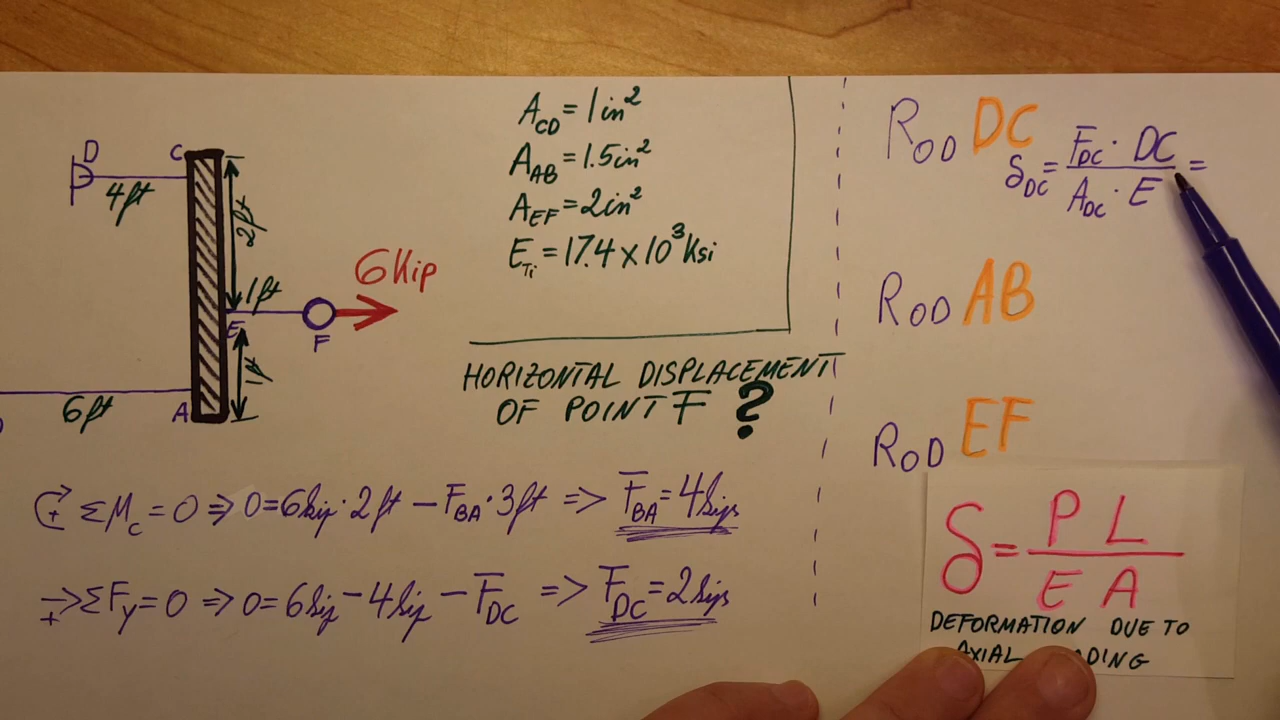 D
C
4ft
2ft
1ft
E
F
6Kip
1ft
6ft
A
A_CD = 1in²
A_AB = 1.5in²
A_EF = 2in²
E_Ti = 17.4 x 10³ Ksi
HORIZONTAL DISPLACEMENT
OF POINT F ?
+ ΣM_C = 0 => 0 = 6kip · 2ft - F_BA · 3ft => F_BA = 4kips
+ → ΣF_y = 0 => 0 = 6kip - 4kip - F_DC => F_DC = 2kips
ROD DC
δ_DC = F_DC · DC / A_DC · E =
ROD AB
ROD EF
δ = P L / E A
DEFORMATION DUE TO
AXIAL ADING